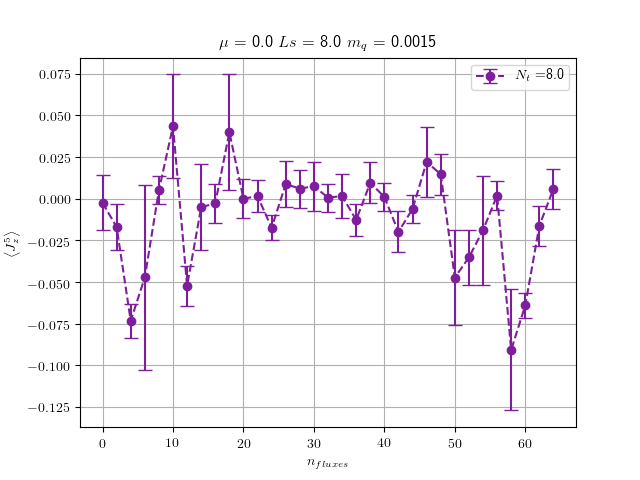 μ = 0.0 Ls = 8.0 m_q = 0.0015
N_t =8.0
0.075
0.050
0.025
0.000
−0.025
−0.050
−0.075
−0.100
−0.125
⟨J_z^5⟩
0 10 20 30 40 50 60
n_{fluxes}